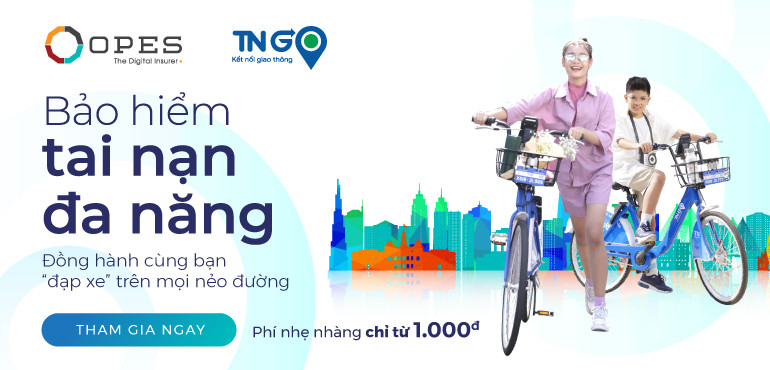 OPES
The Digital Insurer
TNGO
Kết nối giao thông
Bảo hiểm
tai nạn
đa năng
Đồng hành cùng bạn
“đạp xe” trên mọi nẻo đường
THAM GIA NGAY
Phí nhẹ nhàng chỉ từ 1.000đ